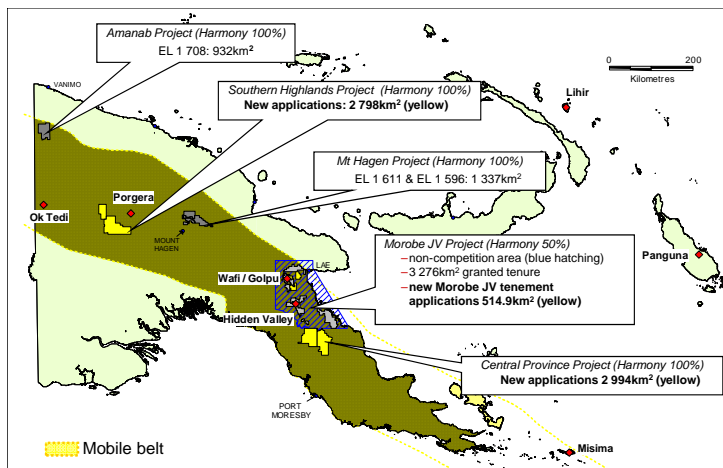 Amanab Project (Harmony 100%)
EL 1 708: 932km²
VANIMO
Southern Highlands Project (Harmony 100%)
New applications: 2 798km² (yellow)
0
200
Kilometres
Lihir
Mt Hagen Project (Harmony 100%)
EL 1 611 & EL 1 596: 1 337km²
Porgera
Ok Tedi
MOUNT
HAGEN
Morobe JV Project (Harmony 50%)
–non-competition area (blue hatching)
–3 276km² granted tenure
–new Morobe JV tenement
applications 514.9km² (yellow)
Panguna
LAE
Wafi / Golpu
Hidden Valley
Central Province Project (Harmony 100%)
New applications 2 994km² (yellow)
PORT
MORESBY
Misima
Mobile belt